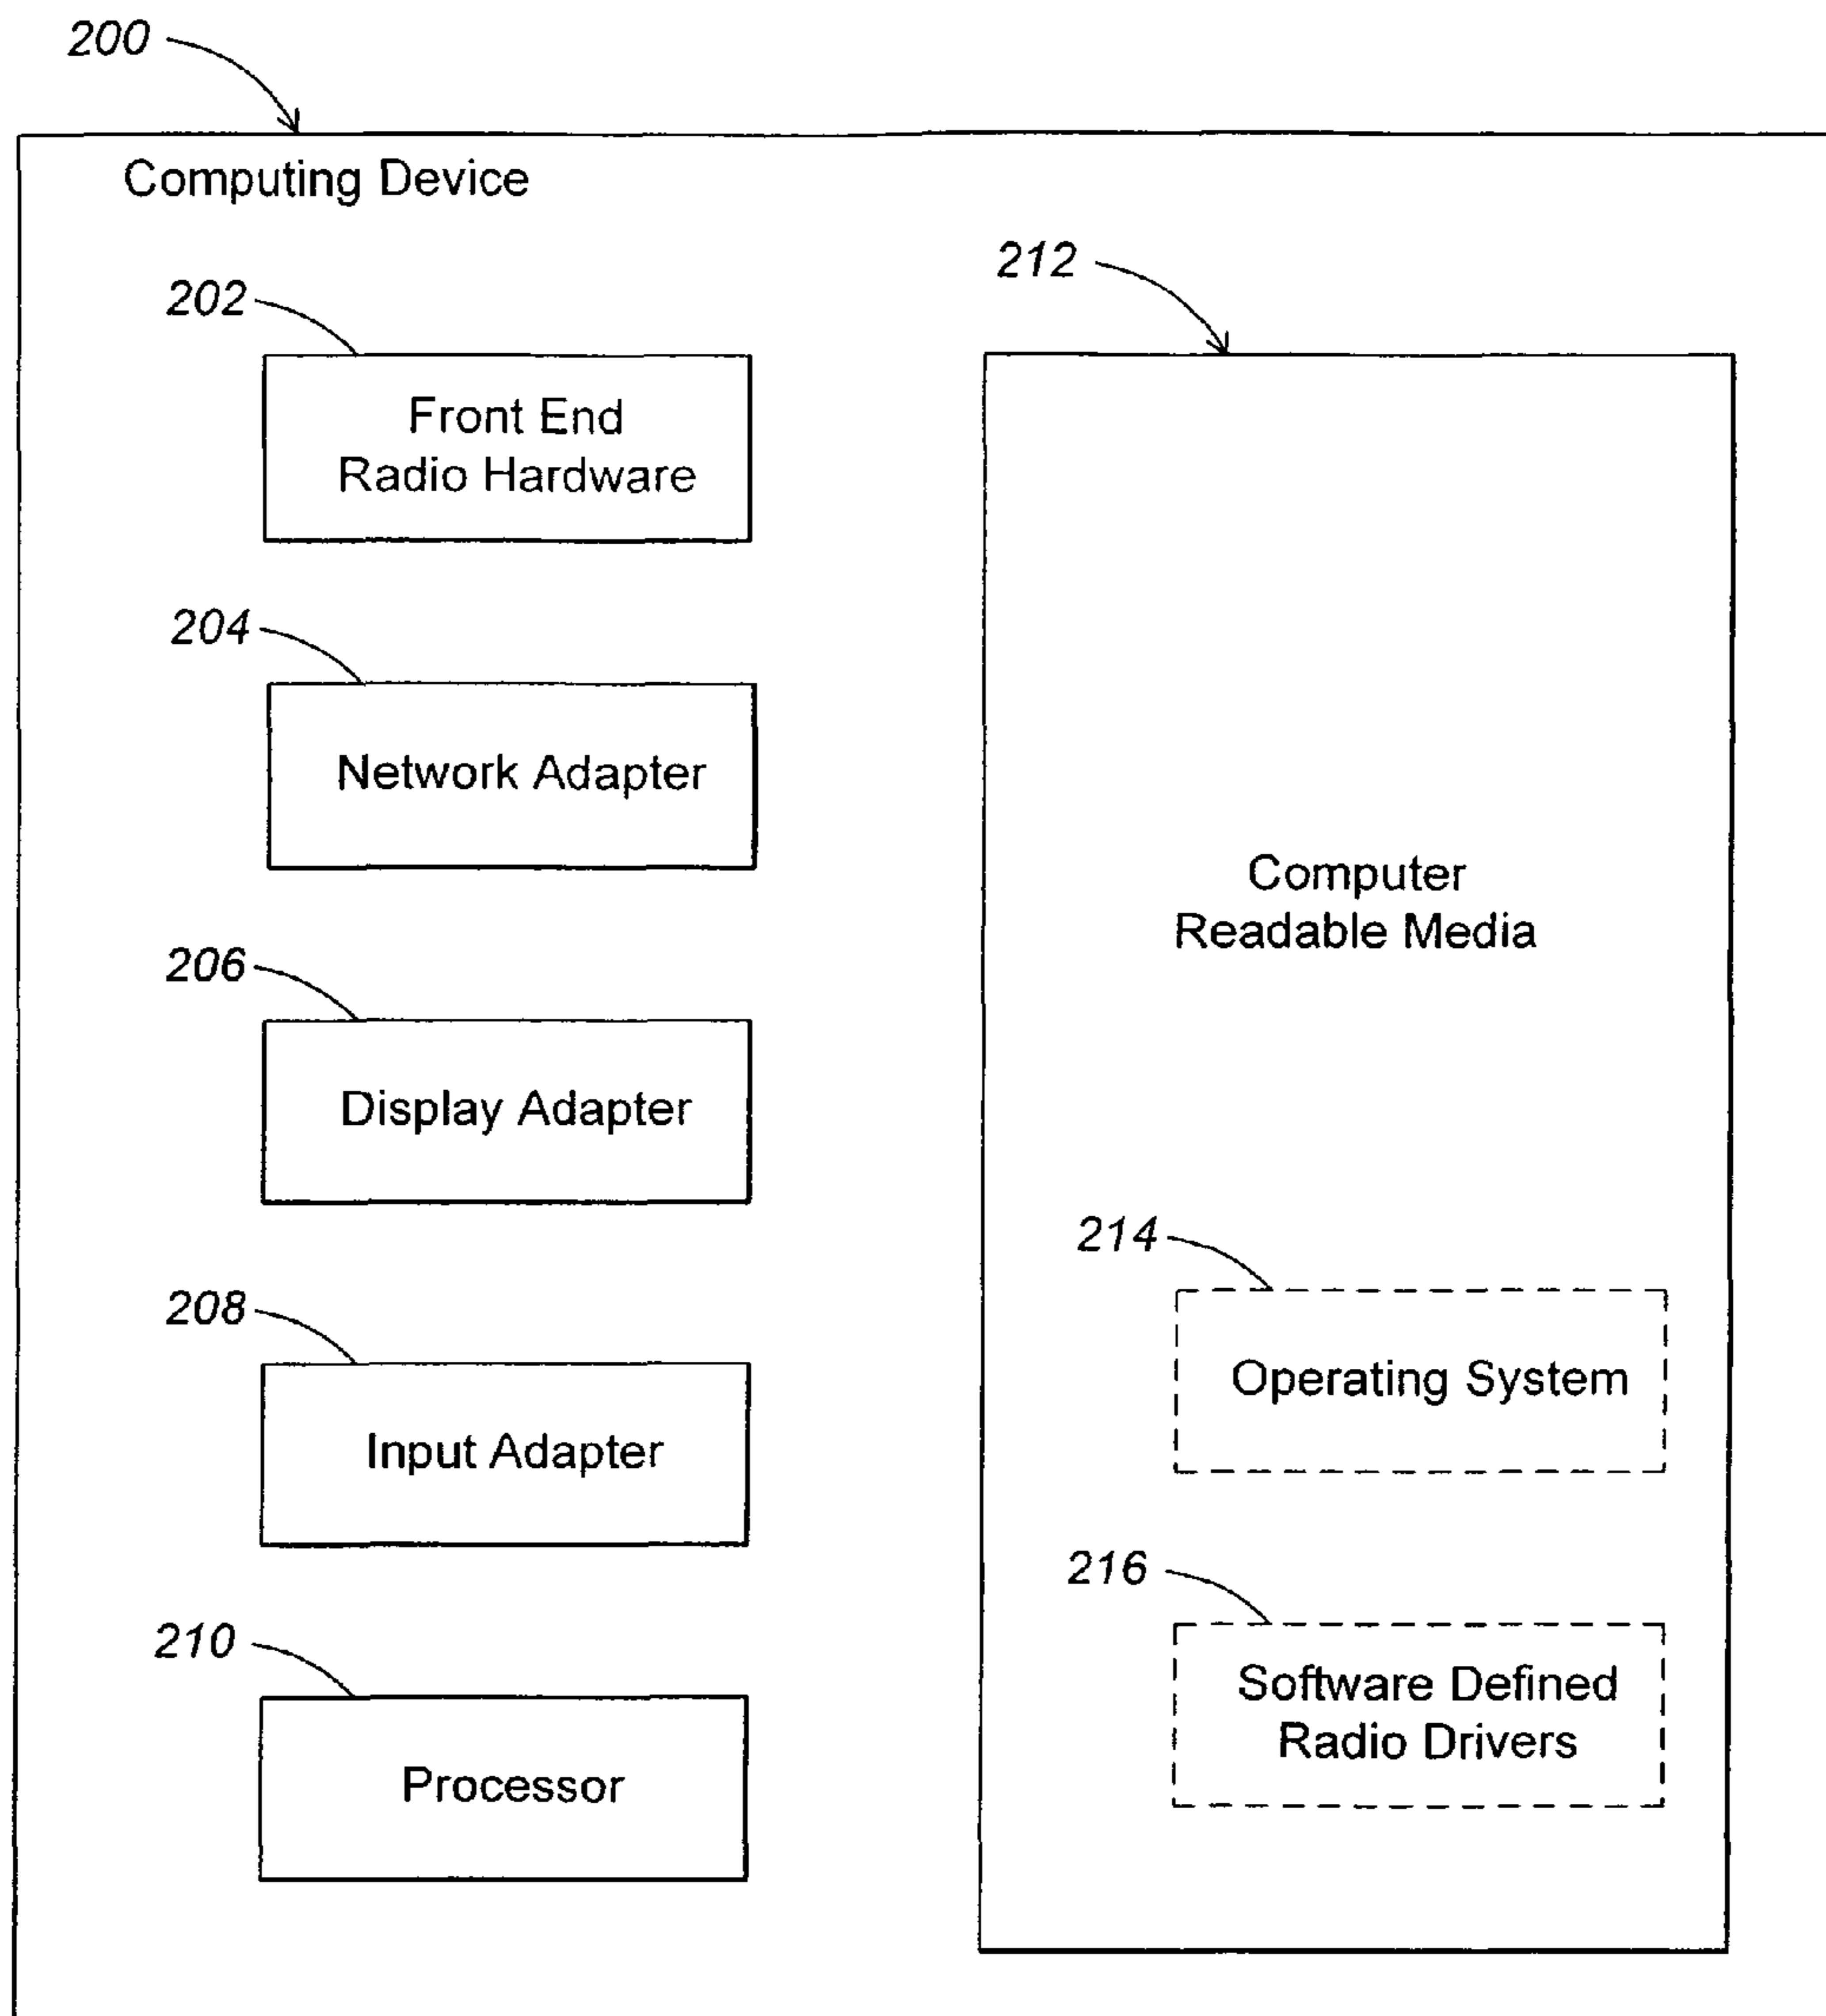 200
Computing Device
202
Front End
Radio Hardware
204
Network Adapter
206
Display Adapter
208
Input Adapter
210
Processor
212
Computer
Readable Media
214
Operating System
216
Software Defined
Radio Drivers